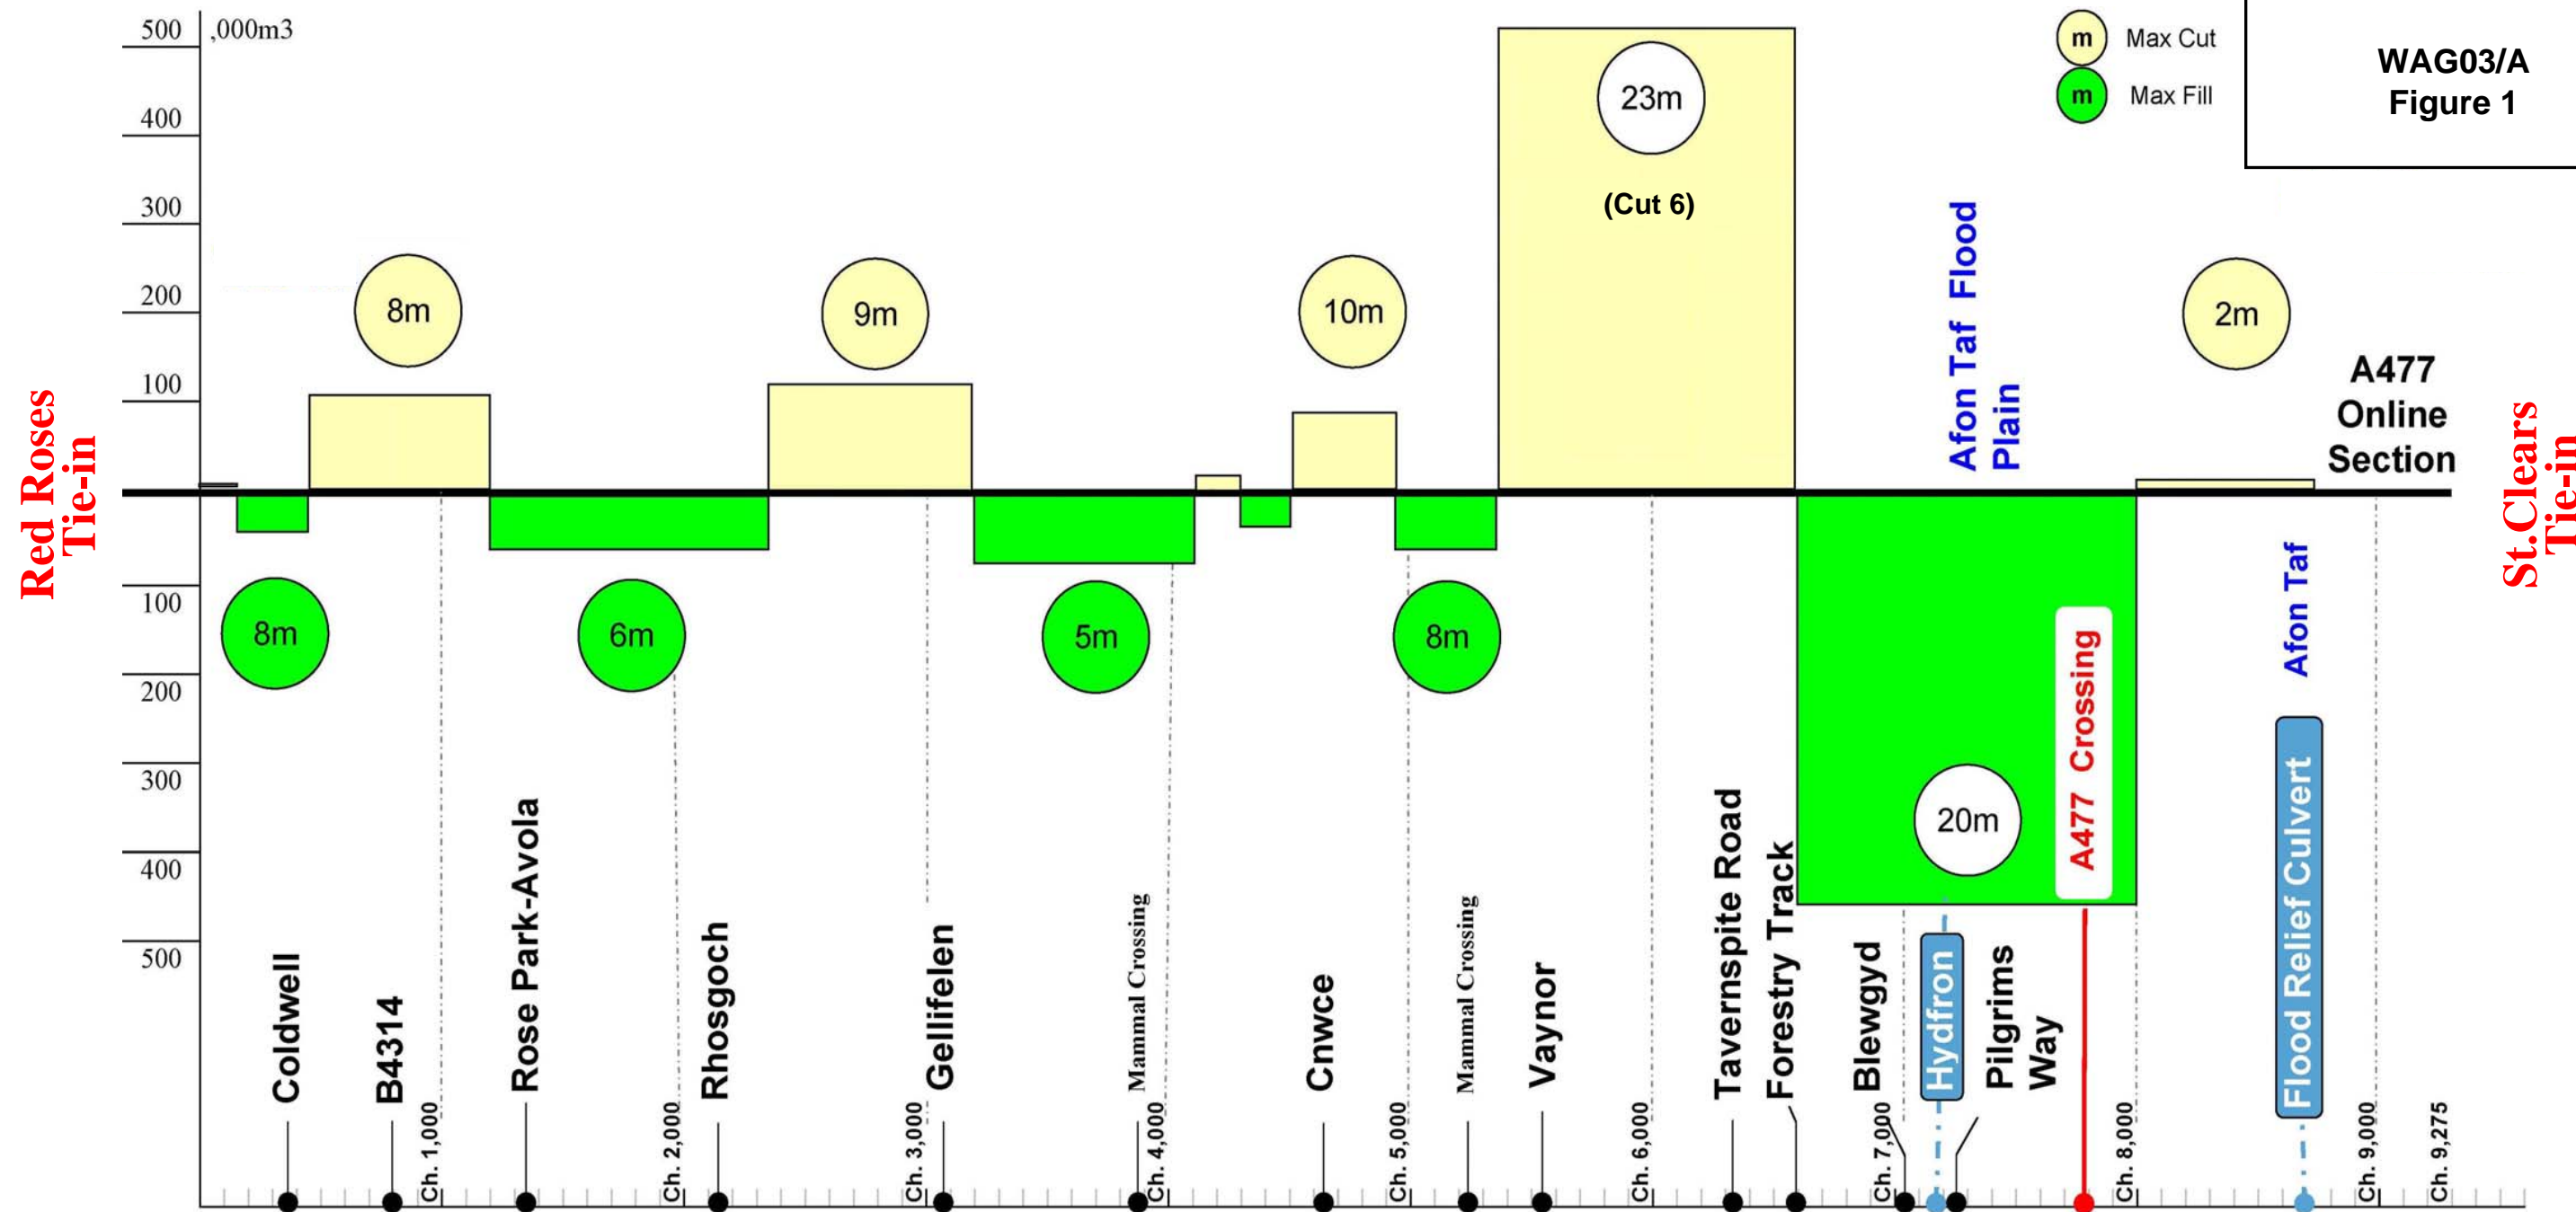 500
,000m3
400
300
200
100
100
200
300
400
500
m Max Cut
m Max Fill
WAG03/A
Figure 1
Red Roses
Tie-in
8m
9m
10m
23m
(Cut 6)
2m
Afon Taf Flood
Plain
A477
Online
Section
St.Clears
Tie-in
8m
6m
5m
8m
20m
A477 Crossing
Afon Taf
Flood Relief Culvert
Coldwell
B4314
Rose Park-Avola
Rhosgoch
Gellifelen
Mammal Crossing
Cnwce
Mammal Crossing
Vaynor
Tavernspite Road
Forestry Track
Blewgyd
Hydfron
Pilgrims
Way
Ch. 1,000
Ch. 2,000
Ch. 3,000
Ch. 4,000
Ch. 5,000
Ch. 6,000
Ch. 7,000
Ch. 8,000
Ch. 9,000
Ch. 9,275